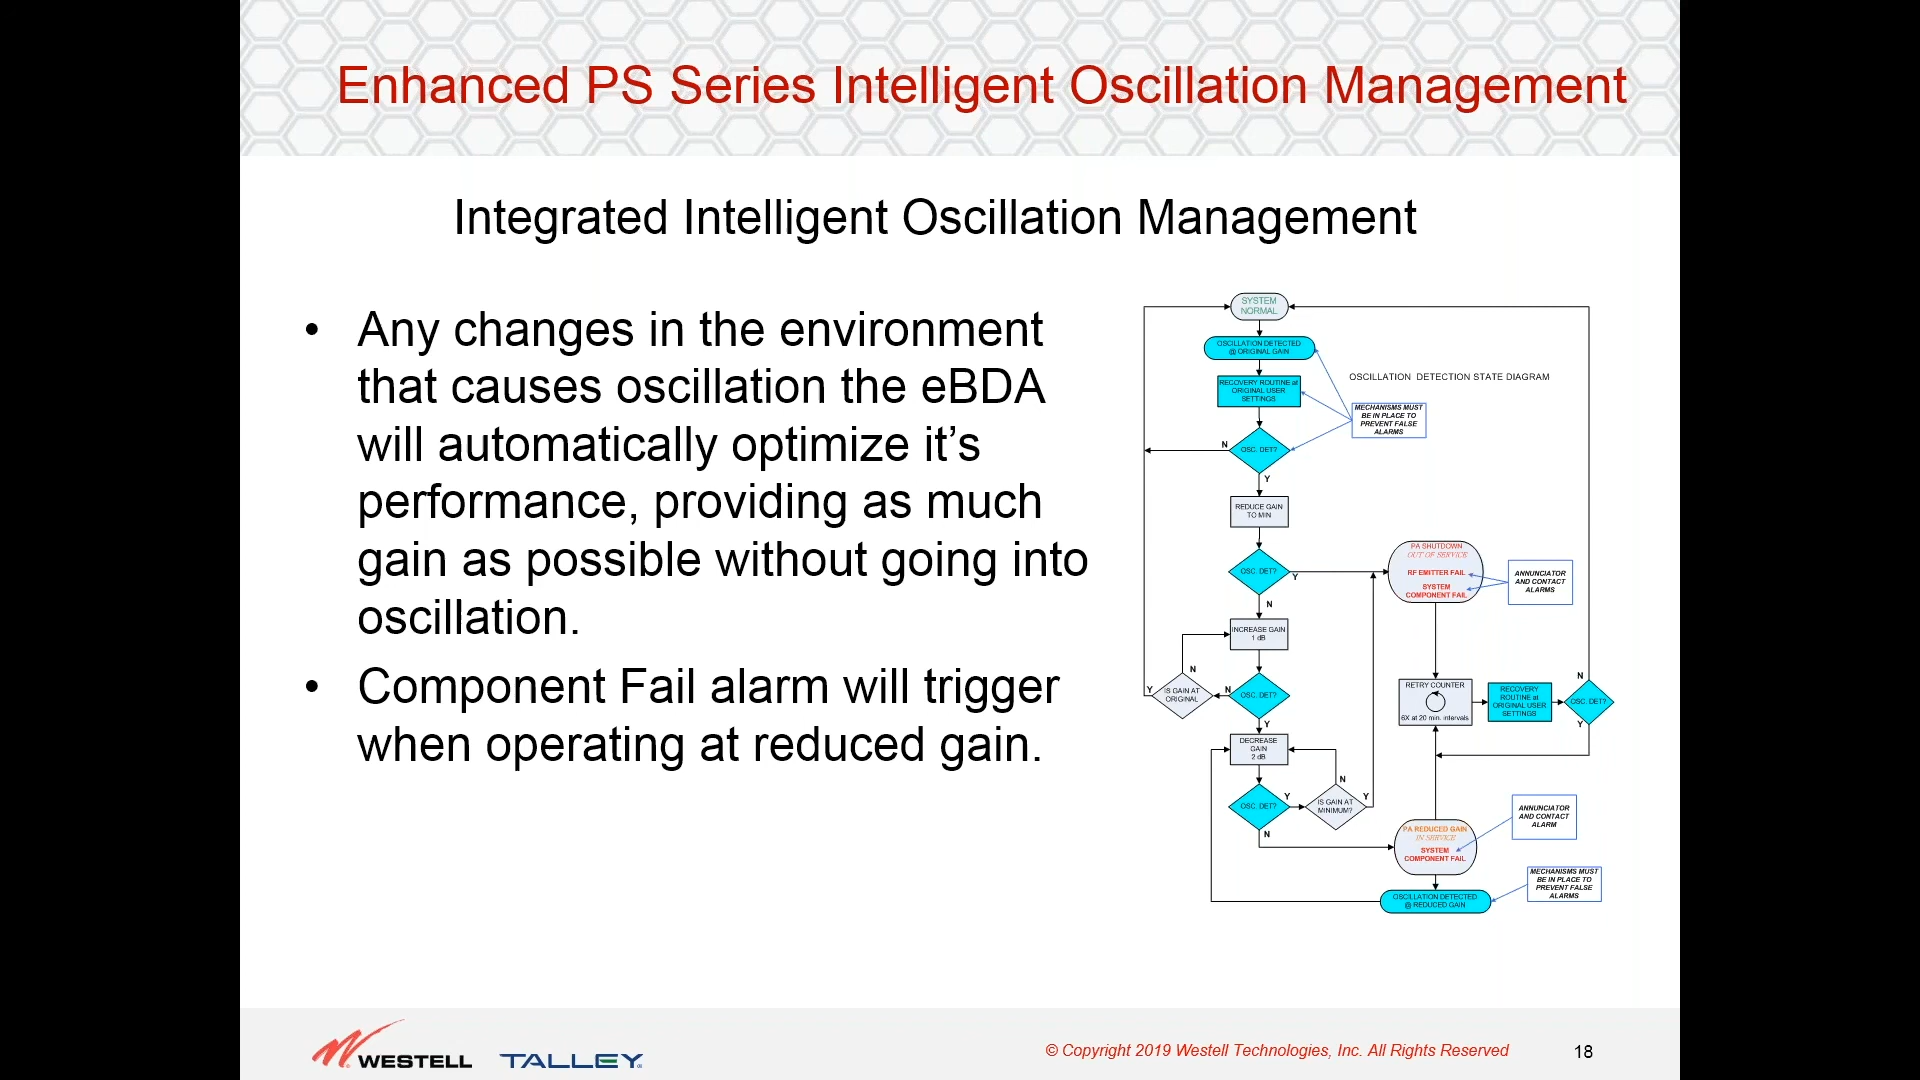 Enhanced PS Series Intelligent Oscillation Management
Integrated Intelligent Oscillation Management
• Any changes in the environment
that causes oscillation the eBDA
will automatically optimize it’s
performance, providing as much
gain as possible without going into
oscillation.
• Component Fail alarm will trigger
when operating at reduced gain.
SYSTEM
NORMAL
OSCILLATION DETECTED
@ ORIGINAL GAIN
OSCILLATION DETECTION STATE DIAGRAM
RECOVERY ROUTINE at
ORIGINAL USER
SETTINGS
MECHANISMS MUST
BE IN PLACE TO
PREVENT FALSE
ALARMS
N
OSC. DET?
Y
REDUCE GAIN
TO MIN
OSC. DET?
Y
N
PA SHUTDOWN
OUT OF SERVICE
RF EMITTER FAIL
SYSTEM
COMPONENT FAIL
ANNUNCIATOR
AND CONTACT
ALARMS
INCREASE GAIN
1 dB
N
Y
IS GAIN AT
ORIGINAL
N
OSC. DET?
Y
RETRY COUNTER
6X at 20 min. intervals
RECOVERY
ROUTINE at
ORIGINAL USER
SETTINGS
N
OSC. DET?
Y
DECREASE
GAIN
2 dB
N
OSC. DET?
Y
IS GAIN AT
MINIMUM?
Y
N
PA REDUCED GAIN
IN SERVICE
SYSTEM
COMPONENT FAIL
ANNUNCIATOR
AND CONTACT
ALARM
MECHANISMS MUST
BE IN PLACE TO
PREVENT FALSE
ALARMS
OSCILLATION DETECTED
@ REDUCED GAIN
WESTELL
TALLEY
© Copyright 2019 Westell Technologies, Inc. All Rights Reserved
18